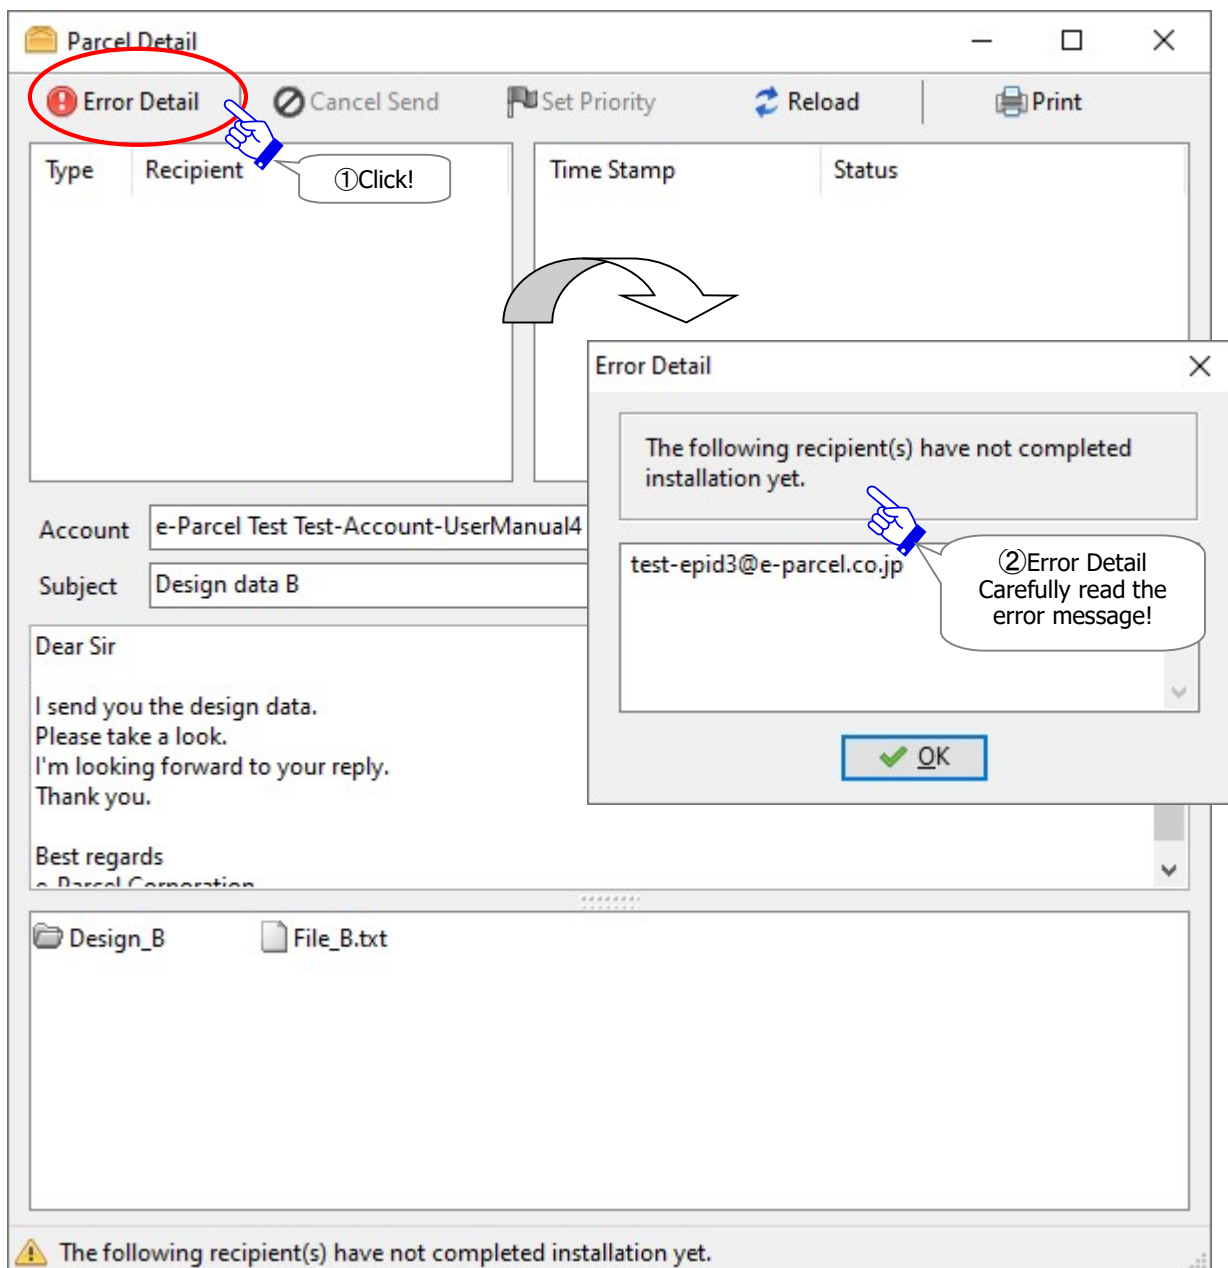 Parcel Detail
Error Detail
Cancel Send
Set Priority
Reload
Print
Type
Recipient
①Click!
Time Stamp
Status
Error Detail
The following recipient(s) have not completed
installation yet.
test-epid3@e-parcel.co.jp
②Error Detail
Carefully read the
error message!
OK
Account
e-Parcel Test Test-Account-UserManual4
Subject
Design data B
Dear Sir
I send you the design data.
Please take a look.
I'm looking forward to your reply.
Thank you.
Best regards
e-Parcel Corporation
Design_B
File_B.txt
The following recipient(s) have not completed installation yet.